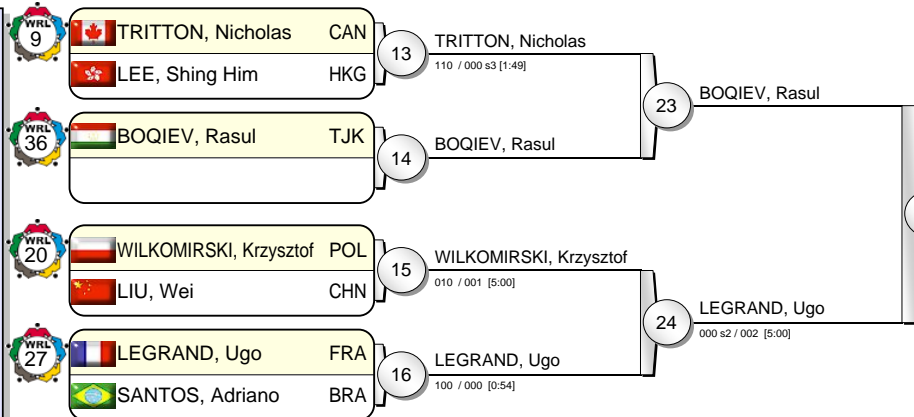 WRL
9
TRITTON, Nicholas CAN
LEE, Shing Him HKG
13
TRITTON, Nicholas
110 / 000 s3 [1:49]
23
BOQIEV, Rasul
WRL
36
BOQIEV, Rasul TJK
14
BOQIEV, Rasul
WRL
20
WILKOMIRSKI, Krzysztof POL
LIU, Wei CHN
15
WILKOMIRSKI, Krzysztof
010 / 001 [5:00]
24
LEGRAND, Ugo
000 s2 / 002 [5:00]
WRL
27
LEGRAND, Ugo FRA
SANTOS, Adriano BRA
16
LEGRAND, Ugo
100 / 000 [0:54]